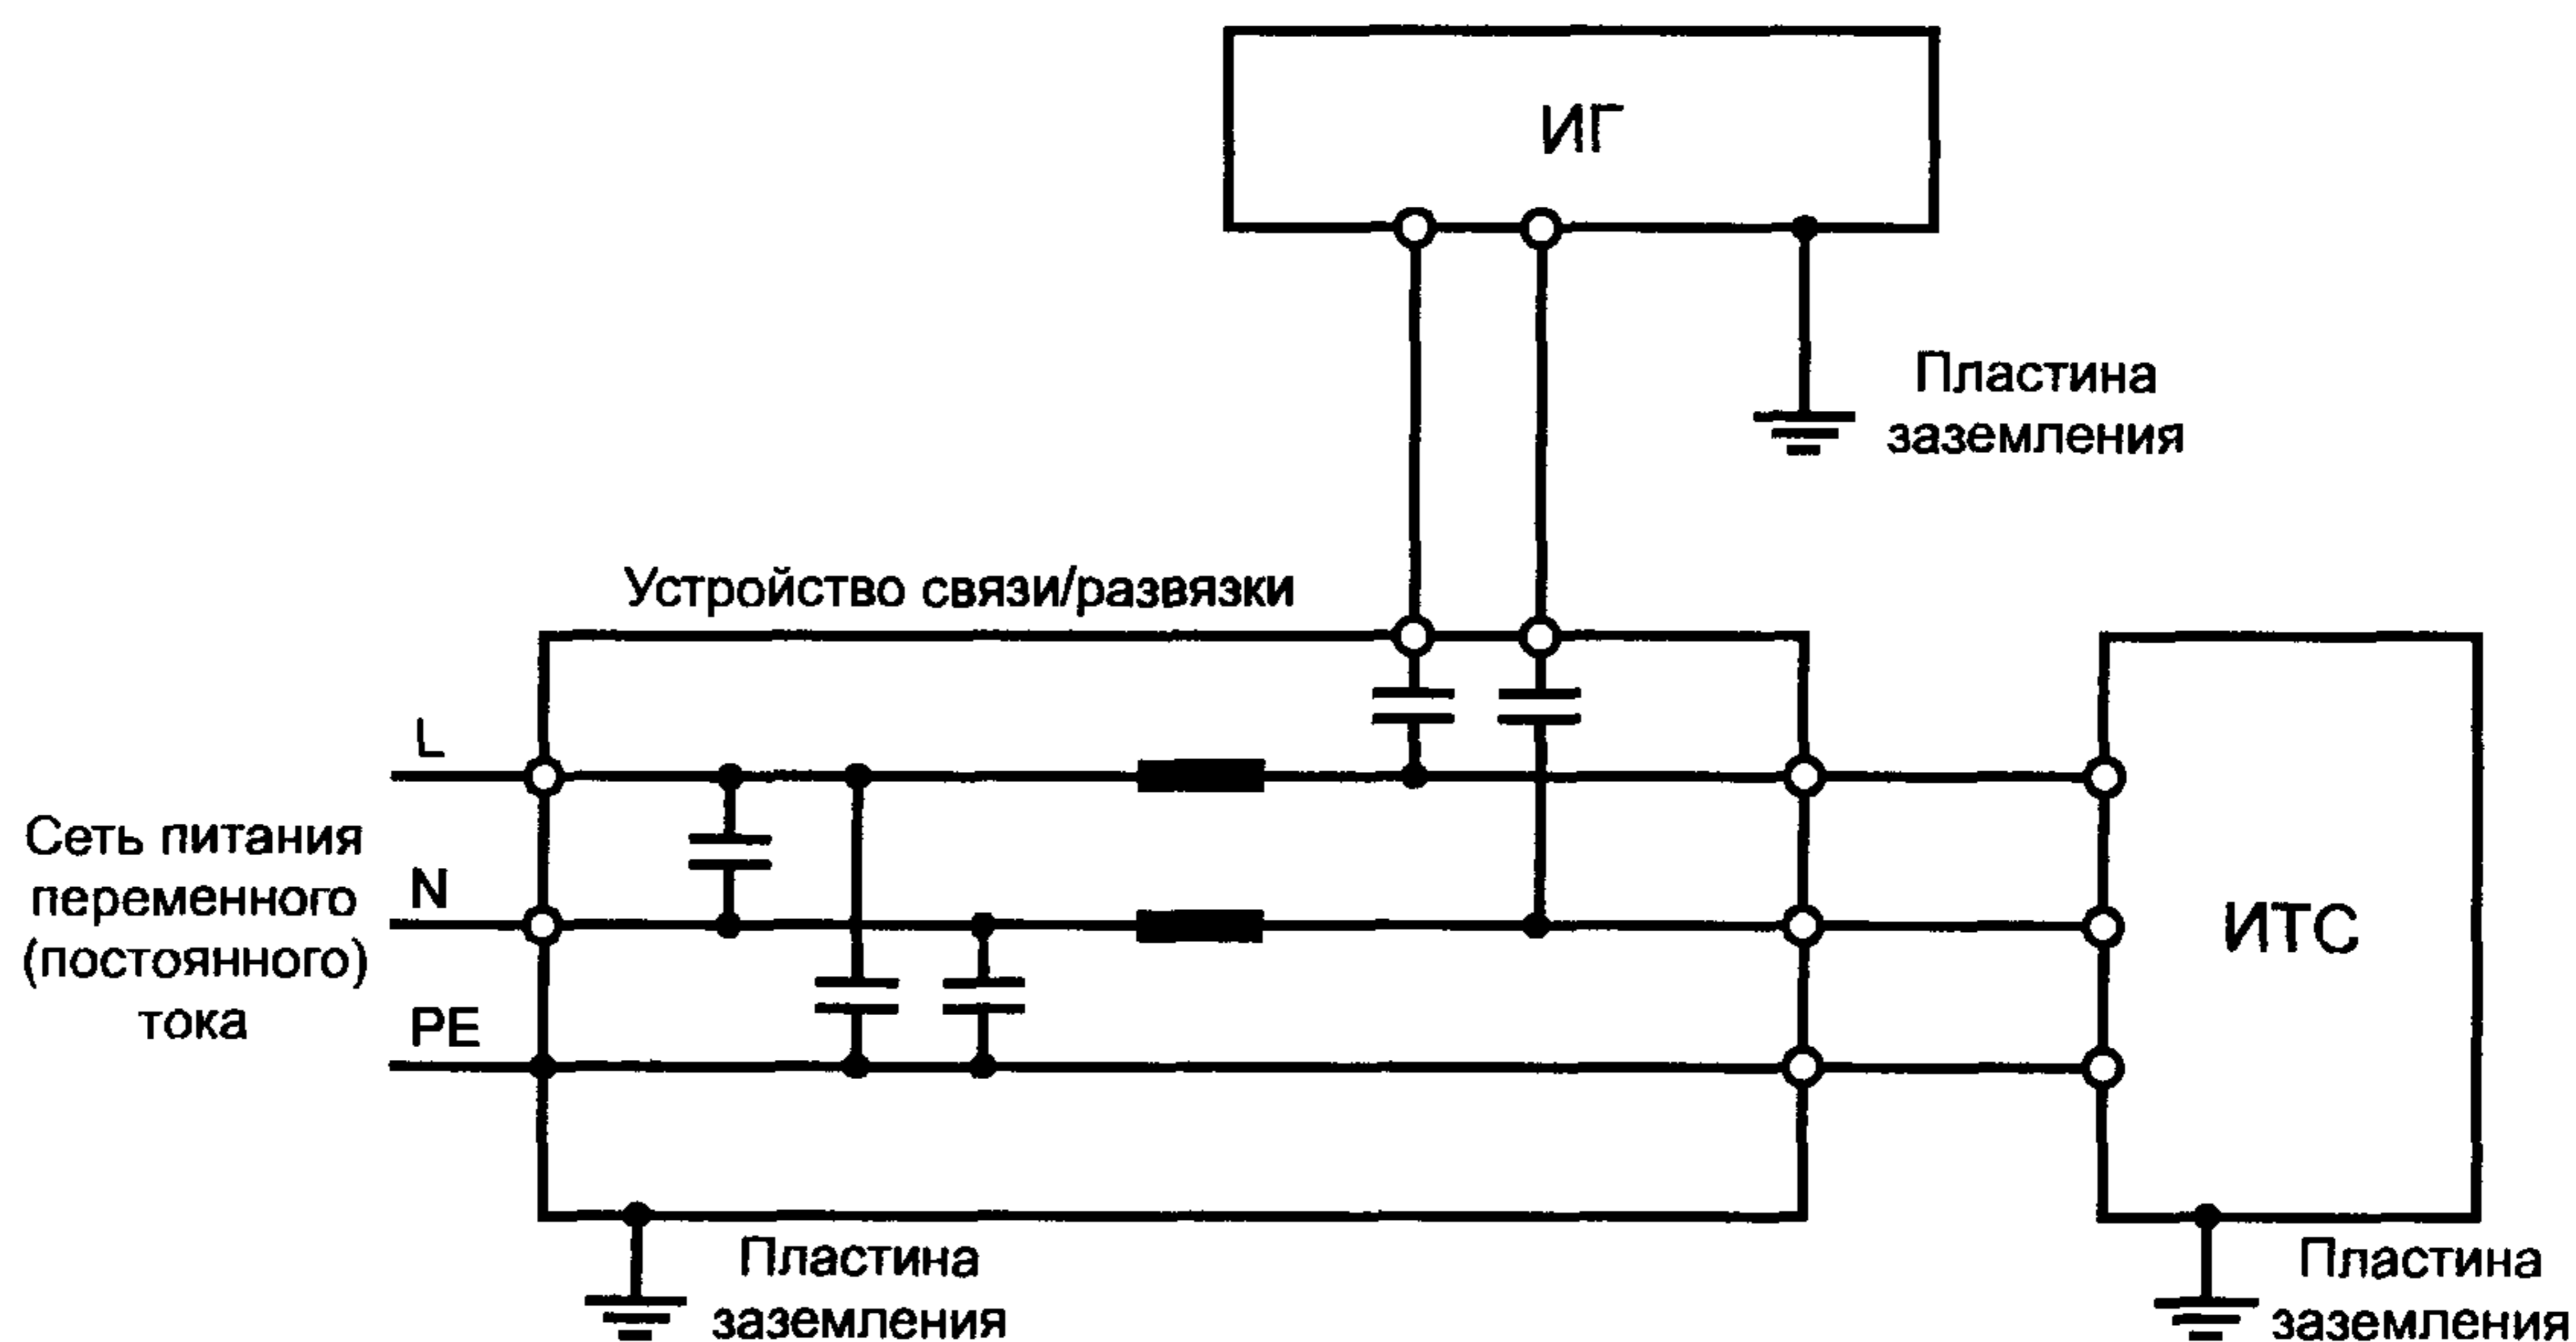 ИГ
Пластина
заземления
Устройство связи/развязки
L
Сеть питания
переменного
(постоянного)
тока
N
PE
ИТС
Пластина
заземления
Пластина
заземления